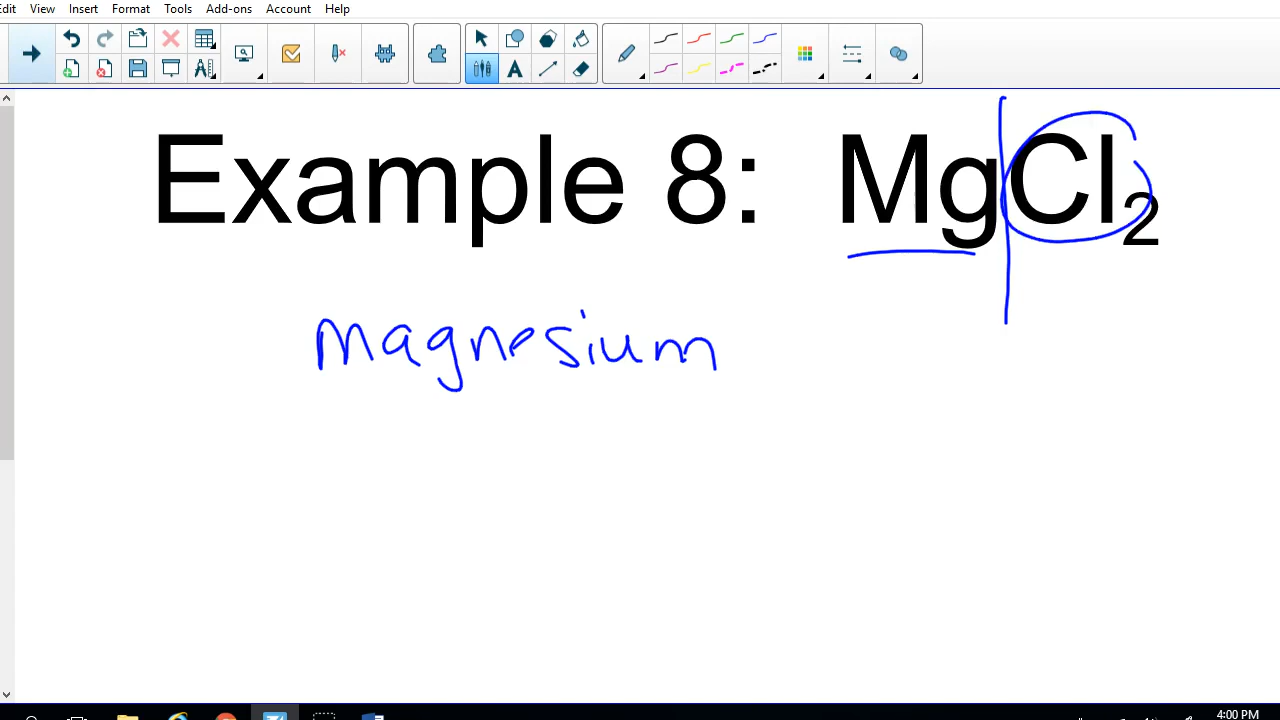 Edit View Insert Format Tools Add-ons Account Help
Example 8: MgCl₂
magnesium
4:00 PM